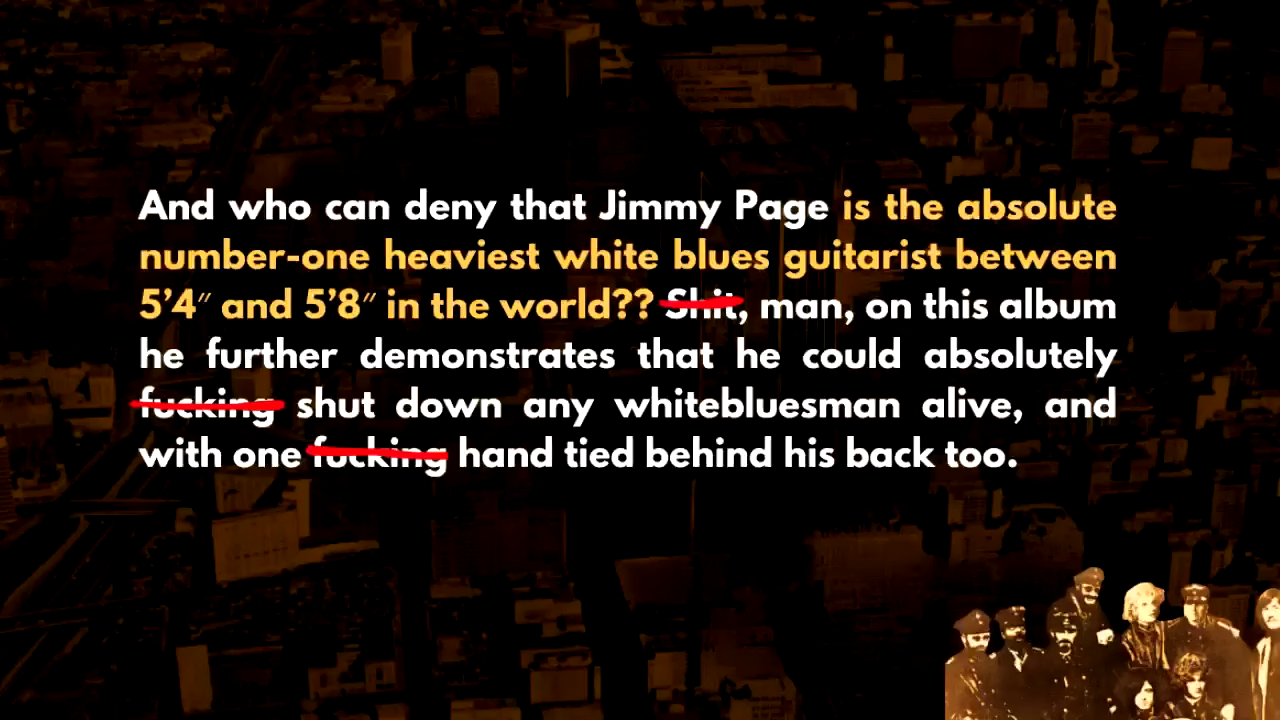 And who can deny that Jimmy Page is the absolute
number-one heaviest white blues guitarist between
5’4″ and 5’8″ in the world?? Shit, man, on this album
he further demonstrates that he could absolutely
fucking shut down any whitebluesman alive, and
with one fucking hand tied behind his back too.